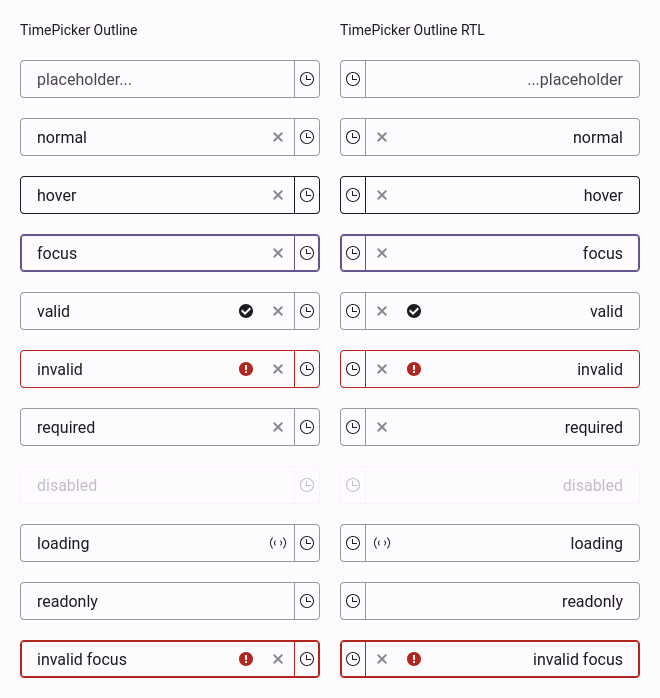 TimePicker Outline
TimePicker Outline RTL
placeholder...
...placeholder
normal
normal
hover
hover
focus
focus
valid
valid
invalid
invalid
required
required
disabled
disabled
loading
loading
readonly
readonly
invalid focus
invalid focus